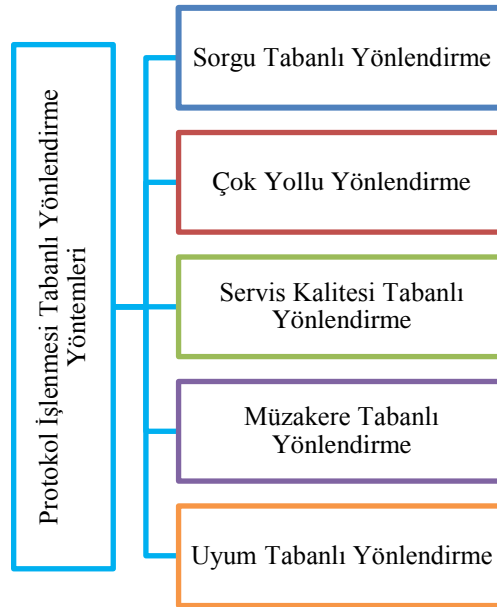 Protokol İşlenmesi Tabanlı Yönlendirme
Yöntemleri
Sorgu Tabanlı Yönlendirme
Çok Yollu Yönlendirme
Servis Kalitesi Tabanlı
Yönlendirme
Müzakere Tabanlı
Yönlendirme
Uyum Tabanlı Yönlendirme